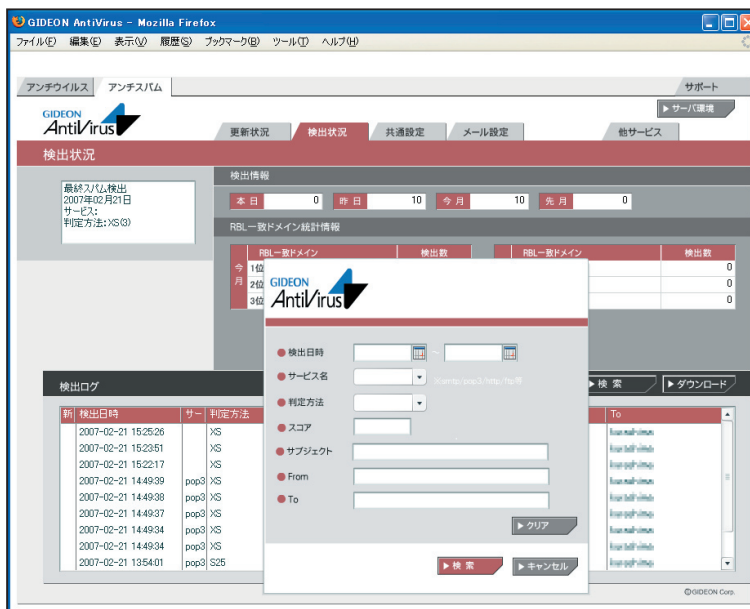 GIDEON AntiVirus - Mozilla Firefox
ファイル(F) 編集(E) 表示(V) 履歴(S) ブックマーク(B) ツール(T) ヘルプ(H)
アンチウイルス アンチスパム サポート
GIDEON AntiVirus
サーバ環境
更新状況 検出状況 共通設定 メール設定 他サービス
検出状況
最終スパム検出
2007年02月21日
サービス:
判定方法:XS(3)
検出情報
本日 0 昨日 10 今月 10 先月 0
RBL一致ドメイン統計情報
RBL一致ドメイン 検出数 RBL一致ドメイン 検出数
今月
1位 0
2位 0
3位 0
GIDEON AntiVirus
検出日時 ~
サービス名
判定方法
スコア
サブジェクト
From
To
クリア
検索 キャンセル
検出ログ 検索 ダウンロード
新 検出日時 サー 判定方法 To
2007-02-21 15:25:26 XS
2007-02-21 15:23:51 XS
2007-02-21 15:22:17 XS
2007-02-21 14:49:39 pop3 XS
2007-02-21 14:49:38 pop3 XS
2007-02-21 14:49:37 pop3 XS
2007-02-21 14:49:34 pop3 XS
2007-02-21 14:49:34 pop3 XS
2007-02-21 13:54:01 pop3 S25
©GIDEON Corp.